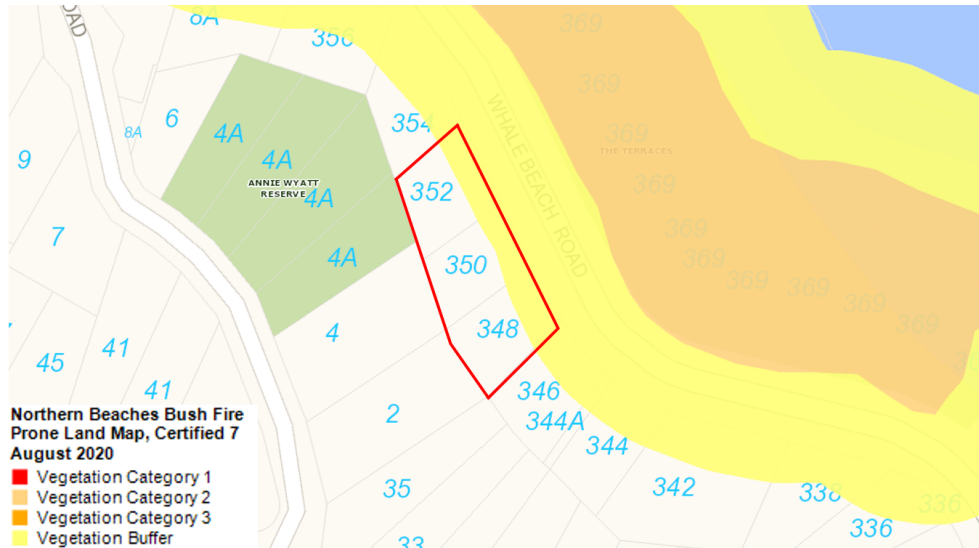 ROAD
8A
356
369
369
354
WHALE BEACH ROAD
6
8A
4A
4A
369
THE TERRACES
9
ANNIE WYATT
RESERVE
4A
352
369
7
4A
350
369
369
369
369
369
369
4
348
45
41
41
346
2
344A
344
342
35
338
336
336
33
Northern Beaches Bush Fire
Prone Land Map, Certified 7
August 2020
Vegetation Category 1
Vegetation Category 2
Vegetation Category 3
Vegetation Buffer